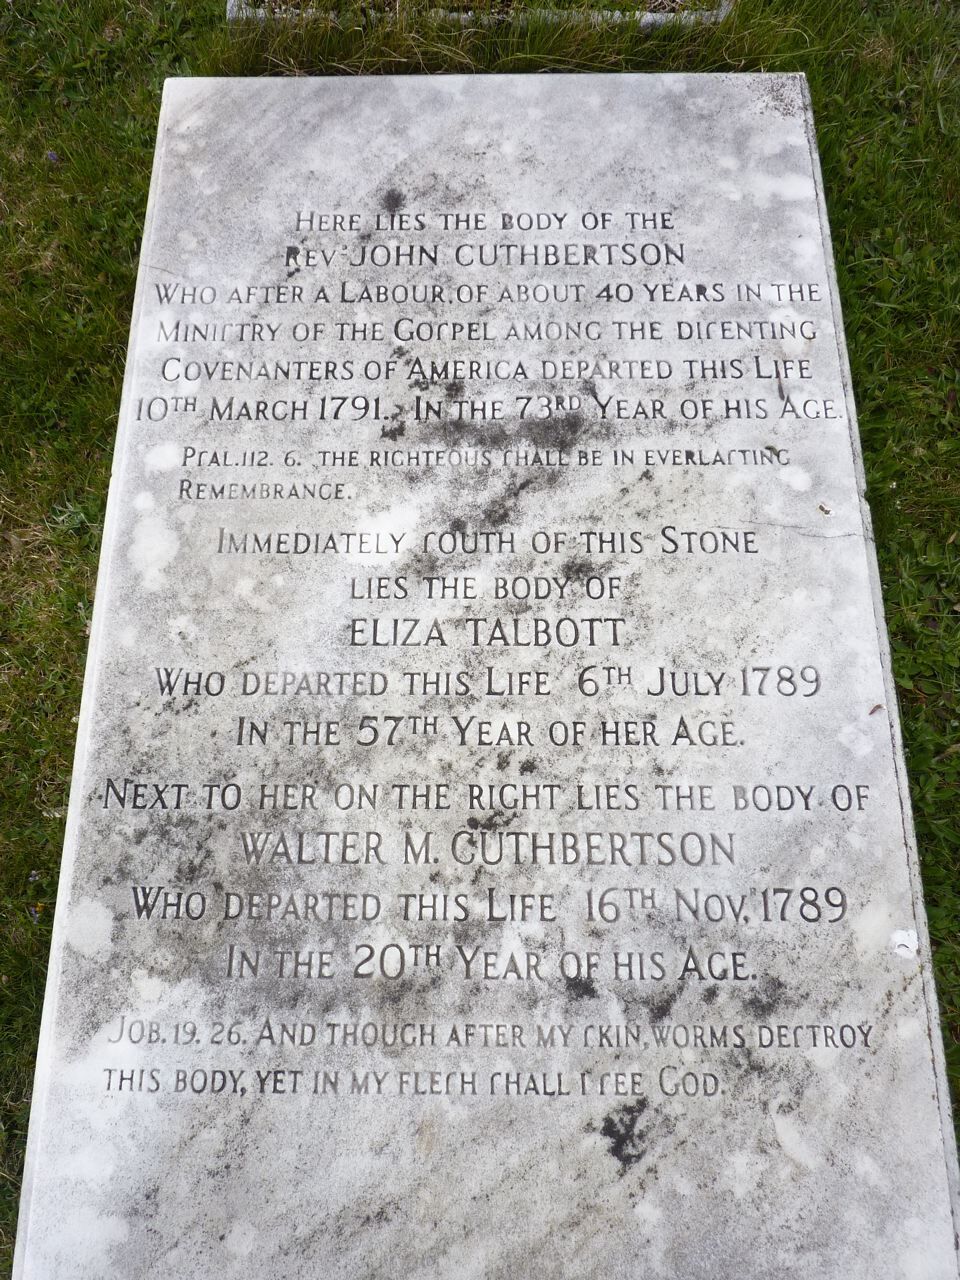 HERE LIES THE BODY OF THE
REV JOHN CUTHBERTSON,
WHO AFTER A LABOUR OF ABOUT 40 YEARS IN THE
MINIſTRY OF THE GOſPEL AMONG THE DIſENTING
COVENANTERS OF AMERICA DEPARTED THIS LIFE
10TH MARCH 1791. IN THE 73RD YEAR OF HIS AGE.
PſAL.112.6. THE RIGHTEOUS ſHALL BE IN EVERLAſTING
REMEMBRANCE.
IMMEDIATELY ſOUTH OF THIS STONE
LIES THE BODY OF
ELIZA TALBOTT
WHO DEPARTED THIS LIFE 6TH JULY 1789
IN THE 57TH YEAR OF HER AGE.
NEXT TO HER ON THE RIGHT LIES THE BODY OF
WALTER M. CUTHBERTSON
WHO DEPARTED THIS LIFE 16TH NOV. 1789
IN THE 20TH YEAR OF HIS AGE.
JOB. 19. 26. AND THOUGH AFTER MY ſKIN, WORMS DEſTROY
THIS BODY, YET IN MY FLEſH ſHALL I ſEE GOD.